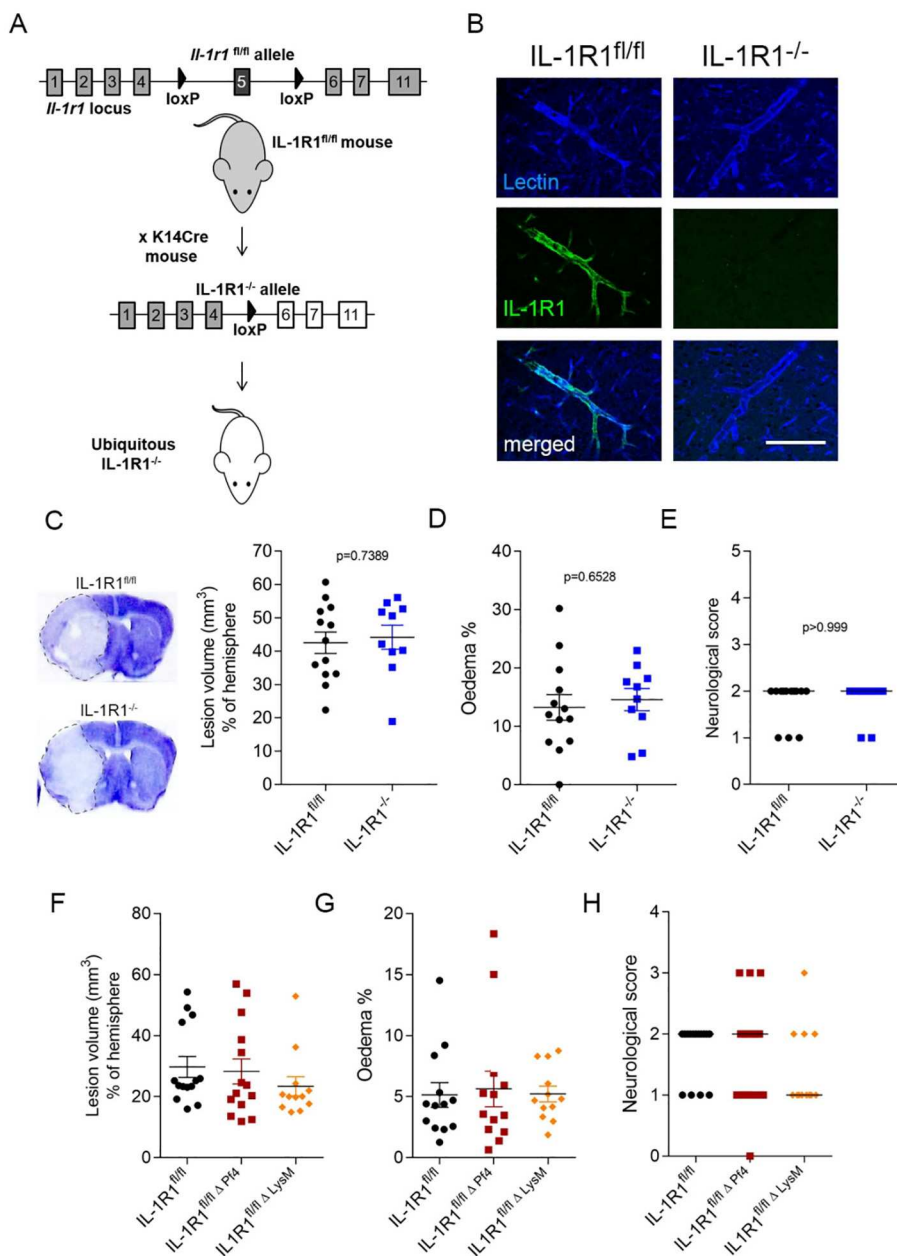 A
Il-1r1 fl/fl allele
1 2 3 4 5 6 7 11
loxP loxP
Il-1r1 locus
IL-1R1fl/fl mouse
x K14Cre
mouse
IL-1R1-/- allele
1 2 3 4 6 7 11
loxP
Ubiquitous
IL-1R1-/-
B
IL-1R1fl/fl IL-1R1-/-
Lectin
IL-1R1
merged
C
IL-1R1fl/fl
IL-1R1-/-
Lesion volume (mm3)
% of hemisphere
70
60
50
40
30
20
10
0
p=0.7389
IL-1R1fl/fl
IL-1R1-/-
D
Oedema %
40
30
20
10
0
p=0.6528
IL-1R1fl/fl
IL-1R1-/-
E
Neurological score
5
4
3
2
1
0
p>0.999
IL-1R1fl/fl
IL-1R1-/-
F
Lesion volume (mm3)
% of hemisphere
80
60
40
20
0
IL-1R1fl/fl
IL-1R1fl/fl Δ Pf4
IL1R1fl/fl Δ LysM
G
Oedema %
20
15
10
5
0
IL-1R1fl/fl
IL-1R1fl/fl Δ Pf4
IL1R1fl/fl Δ LysM
H
Neurological score
4
3
2
1
0
IL-1R1fl/fl
IL-1R1fl/fl Δ Pf4
IL1R1fl/fl Δ LysM